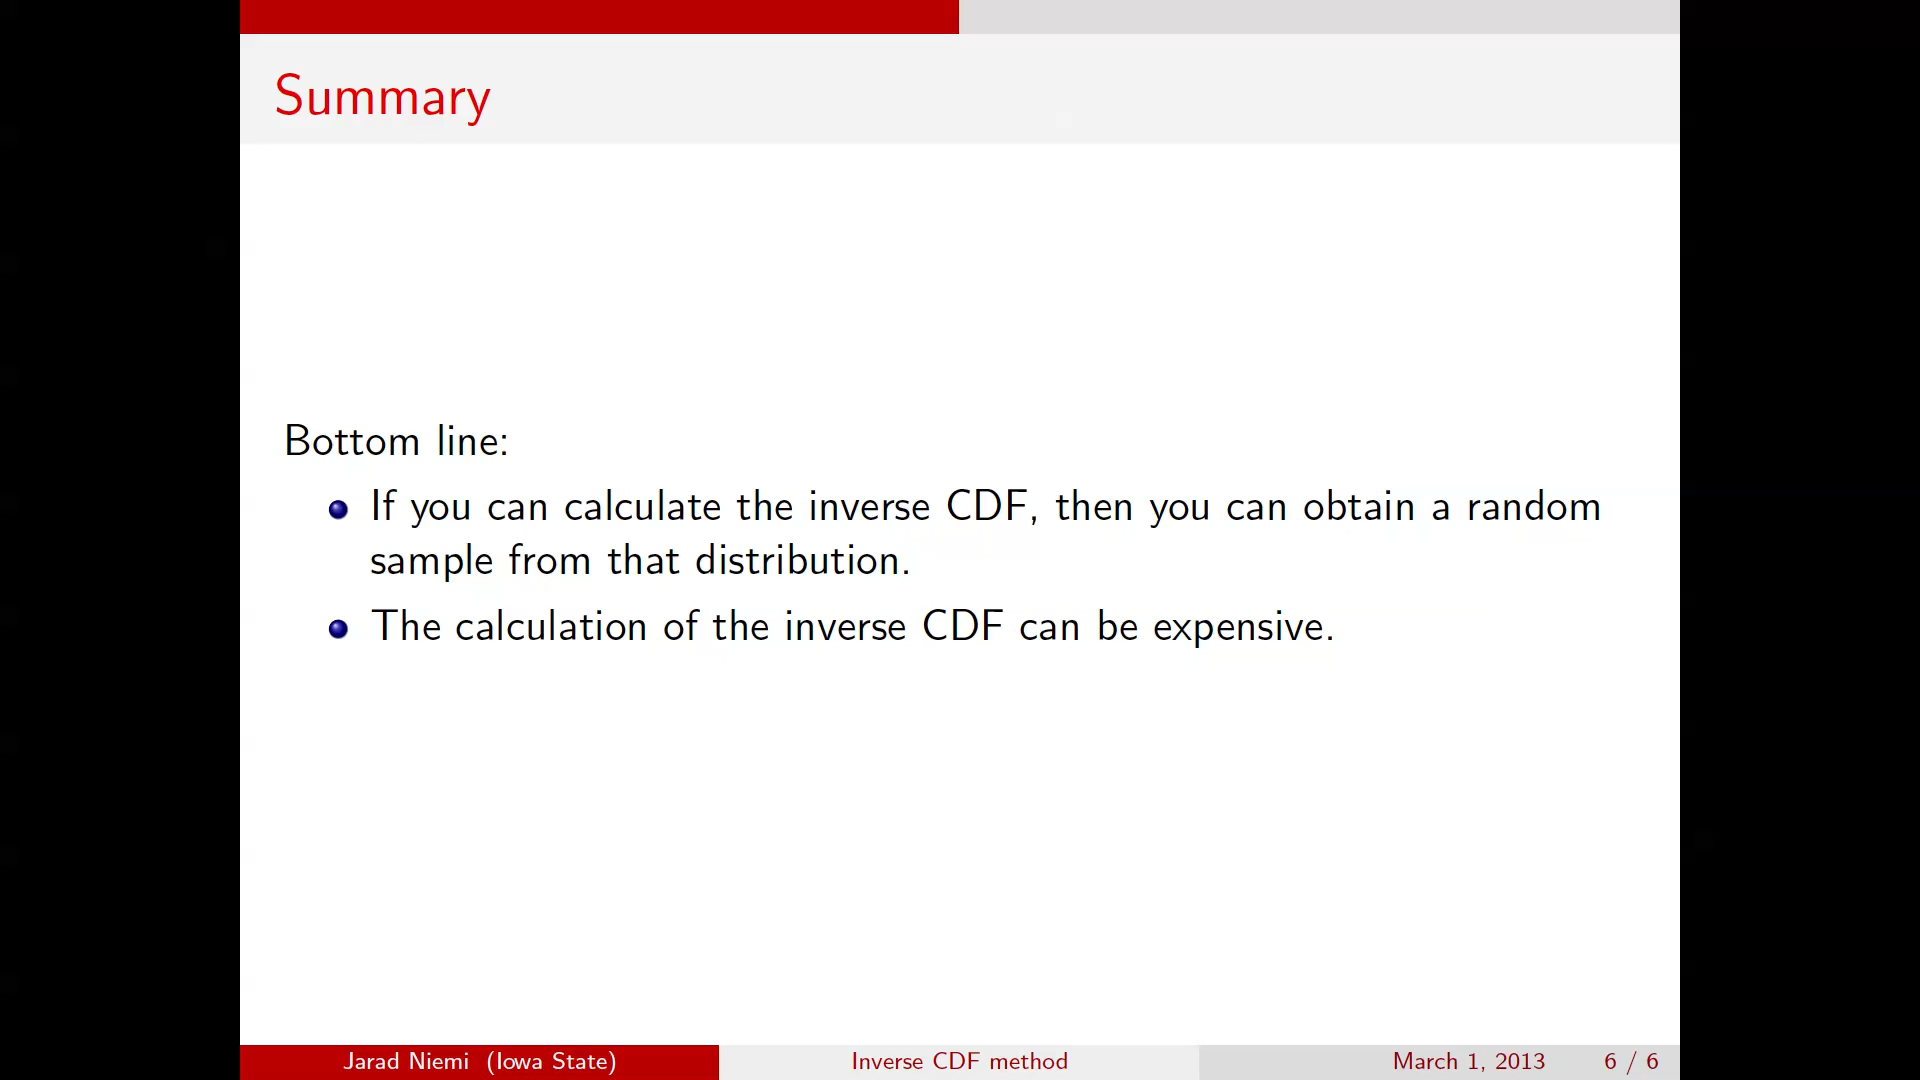 Summary
Bottom line:
If you can calculate the inverse CDF, then you can obtain a random
sample from that distribution.
The calculation of the inverse CDF can be expensive.
Jarad Niemi (Iowa State)
Inverse CDF method
March 1, 2013
6 / 6